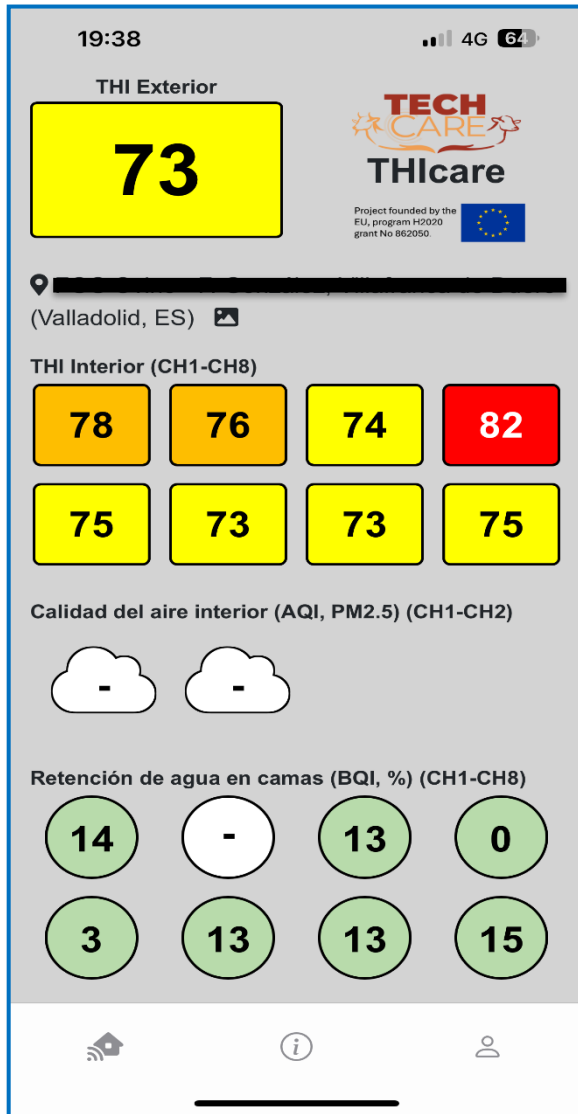 19:38 4G 64
THI Exterior
73
TECH
CARE
THIcare
Project founded by the
EU, program H2020
grant No 862050.
(Valladolid, ES)
THI Interior (CH1-CH8)
78 76 74 82
75 73 73 75
Calidad del aire interior (AQI, PM2.5) (CH1-CH2)
- -
Retención de agua en camas (BQI, %) (CH1-CH8)
14 - 13 0
3 13 13 15
i